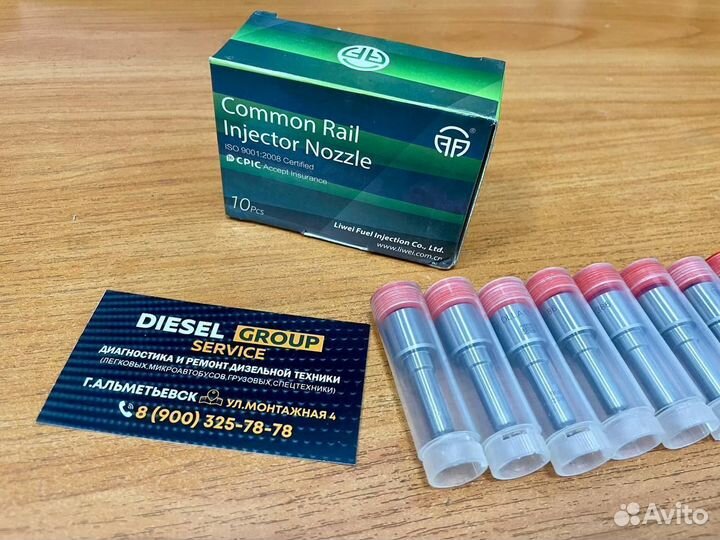 Common Rail
Injector Nozzle
ISO 9001:2008 Certified
CPIC Accept Insurance
10Pcs
Liwei Fuel Injection Co., Ltd.
www.liwei.com.cn
DIESEL GROUP
SERVICE
ДИАГНОСТИКА И РЕМОНТ ДИЗЕЛЬНОЙ ТЕХНИКИ
(ЛЕГКОВЫХ,МИКРОАВТОБУСОВ,ГРУЗОВЫХ,СПЕЦТЕХНИКИ)
Г.АЛЬМЕТЬЕВСК УЛ.МОНТАЖНАЯ 4
8 (900) 325-78-78
Avito